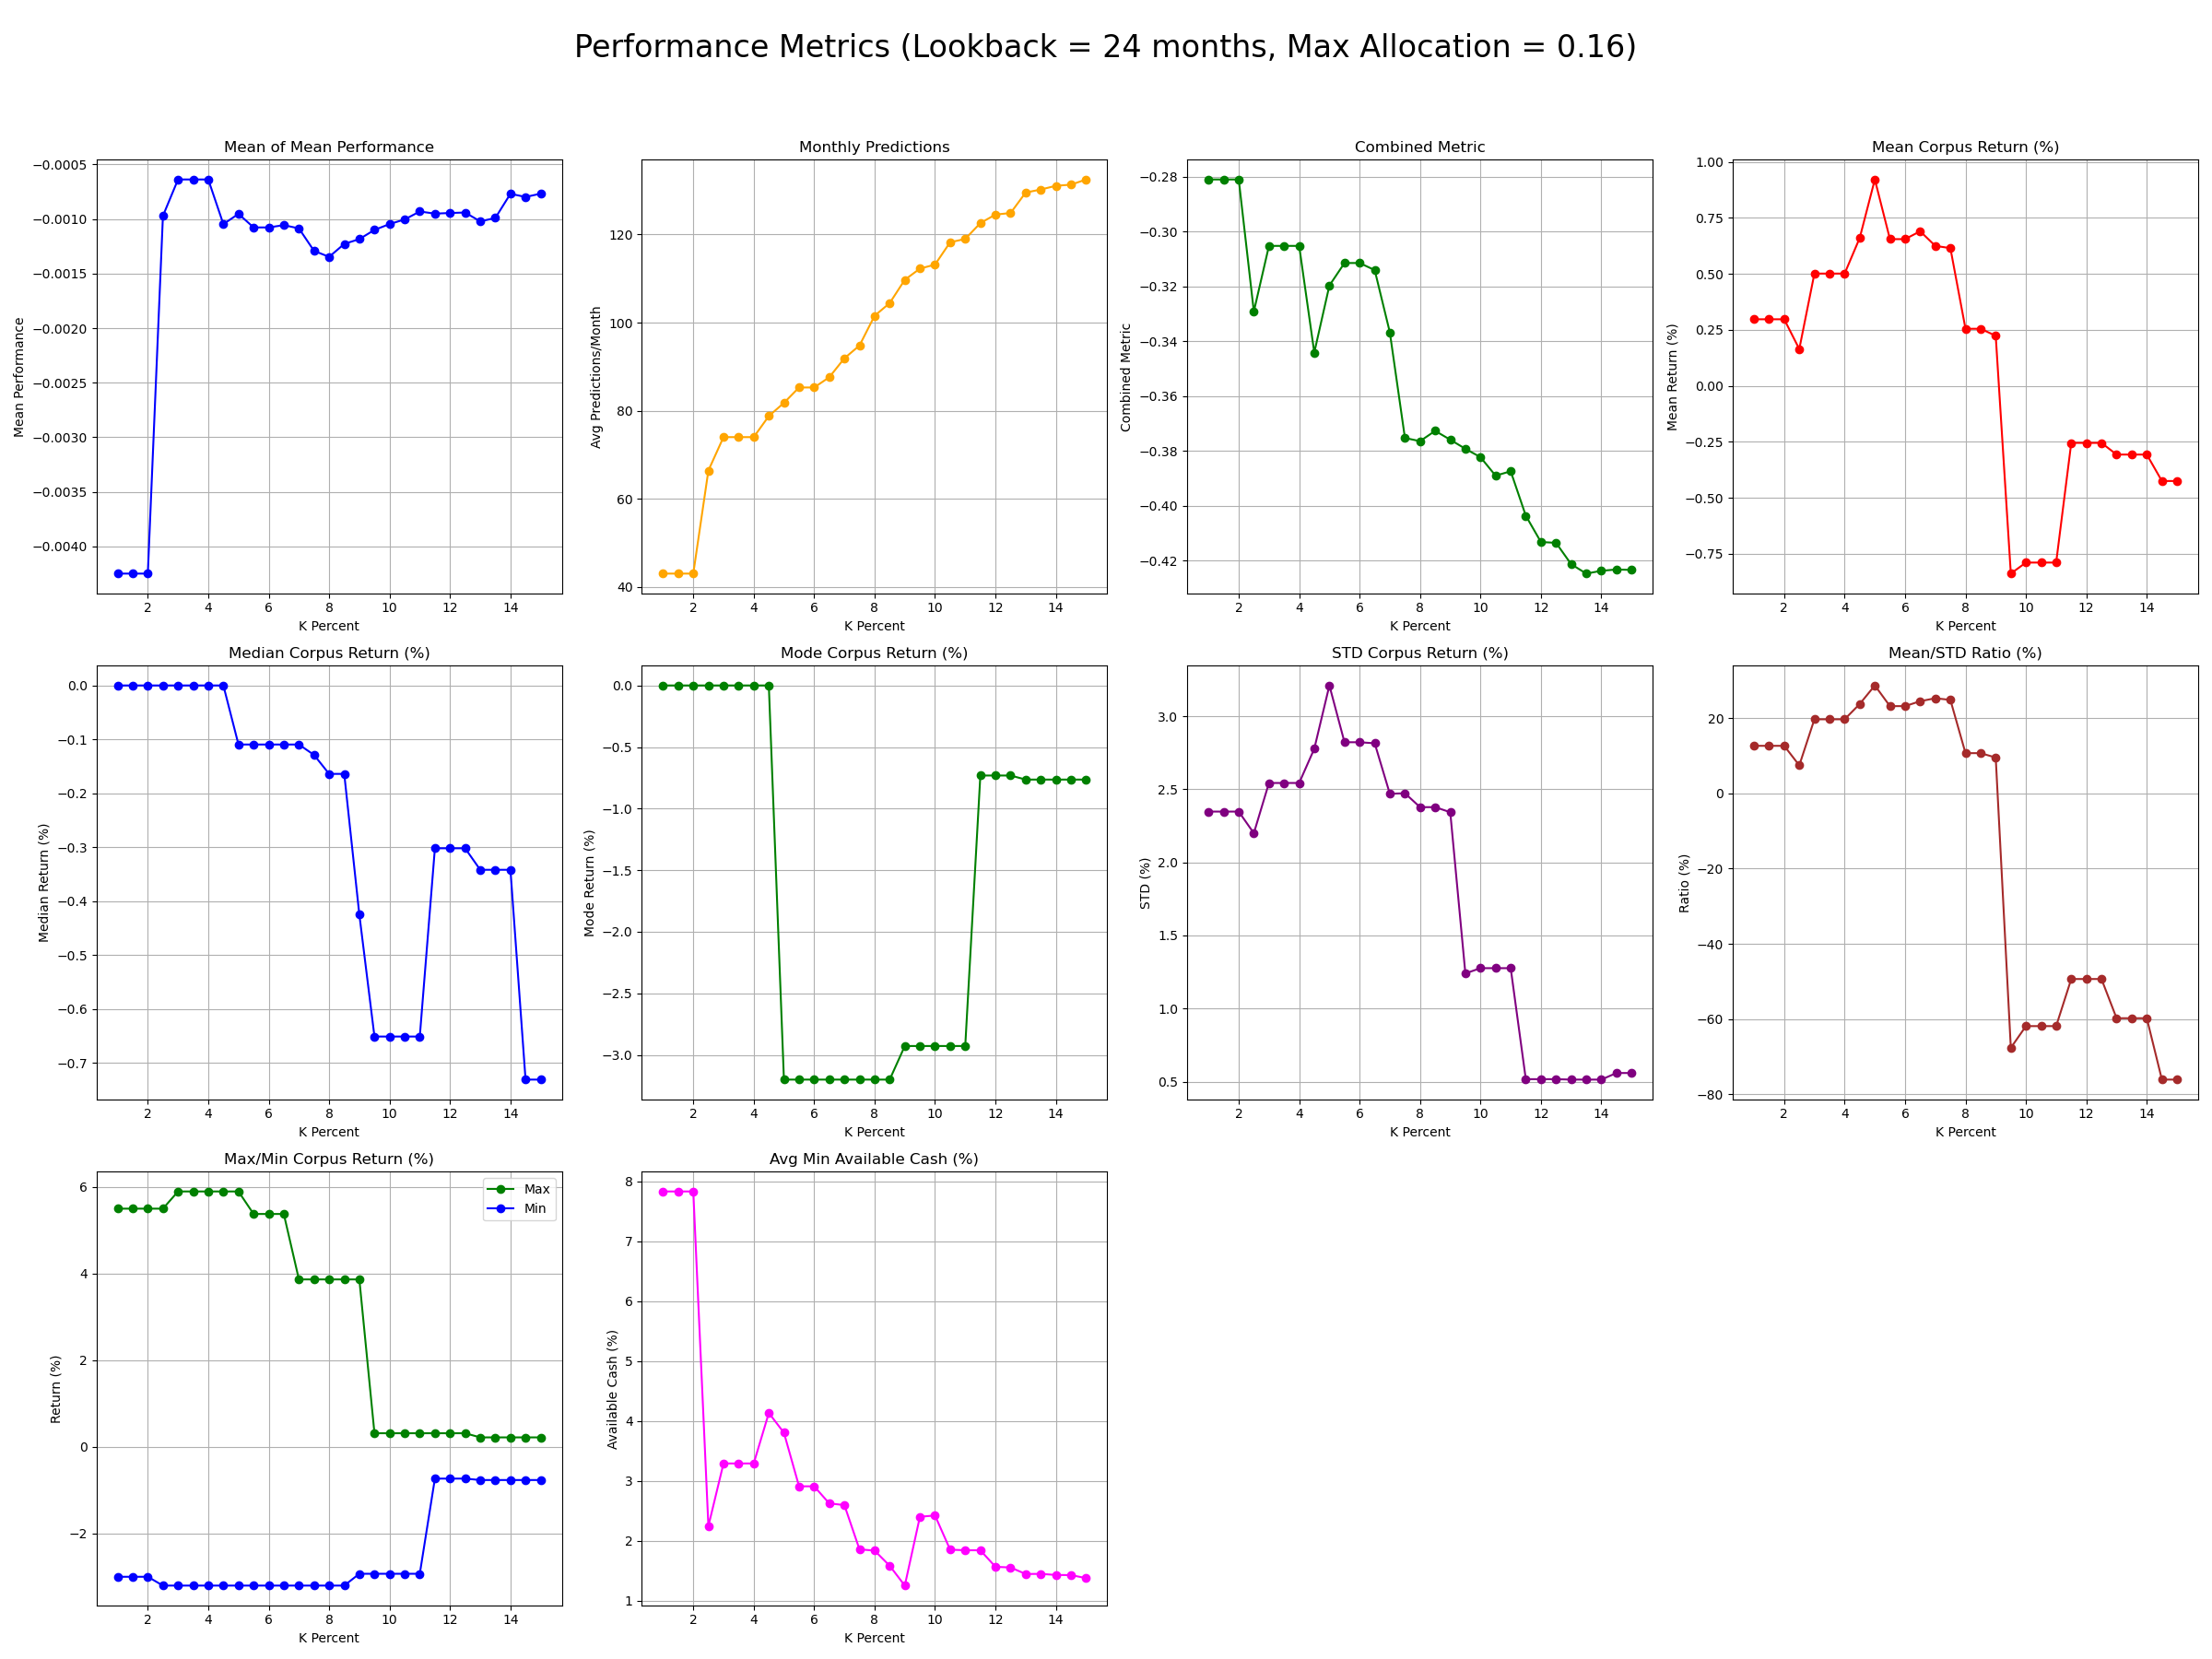 Performance Metrics (Lookback = 24 months, Max Allocation = 0.16)
Mean of Mean Performance
−0.0005
−0.0010
−0.0015
−0.0020
−0.0025
−0.0030
−0.0035
−0.0040
Mean Performance
2 4 6 8 10 12 14
K Percent
Monthly Predictions
120
100
80
60
40
Avg Predictions/Month
2 4 6 8 10 12 14
K Percent
Combined Metric
−0.28
−0.30
−0.32
−0.34
−0.36
−0.38
−0.40
−0.42
Combined Metric
2 4 6 8 10 12 14
K Percent
Mean Corpus Return (%)
1.00
0.75
0.50
0.25
0.00
−0.25
−0.50
−0.75
Mean Return (%)
2 4 6 8 10 12 14
K Percent
Median Corpus Return (%)
0.0
−0.1
−0.2
−0.3
−0.4
−0.5
−0.6
−0.7
Median Return (%)
2 4 6 8 10 12 14
K Percent
Mode Corpus Return (%)
0.0
−0.5
−1.0
−1.5
−2.0
−2.5
−3.0
Mode Return (%)
2 4 6 8 10 12 14
K Percent
STD Corpus Return (%)
3.0
2.5
2.0
1.5
1.0
0.5
STD (%)
2 4 6 8 10 12 14
K Percent
Mean/STD Ratio (%)
20
0
−20
−40
−60
−80
Ratio (%)
2 4 6 8 10 12 14
K Percent
Max/Min Corpus Return (%)
6
4
2
0
−2
Return (%)
Max
Min
2 4 6 8 10 12 14
K Percent
Avg Min Available Cash (%)
8
7
6
5
4
3
2
1
Available Cash (%)
2 4 6 8 10 12 14
K Percent